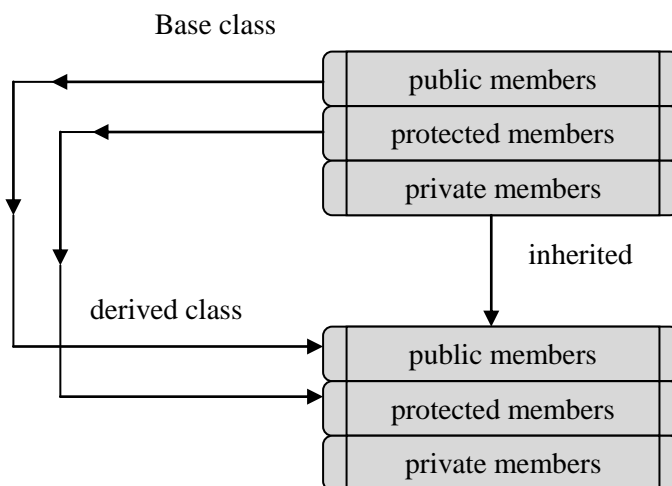 Base class
public members
protected members
private members
inherited
derived class
public members
protected members
private members